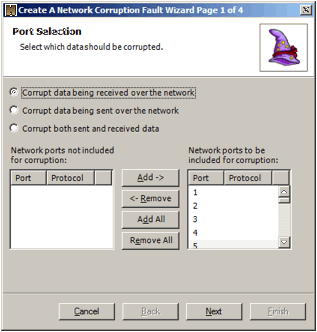 Create A Network Corruption Fault Wizard Page 1 of 4
Port Selection
Select which data should be corrupted.
Corrupt data being received over the network
Corrupt data being sent over the network
Corrupt both sent and received data
Network ports not included
for corruption:
Port Protocol
Add ->
<- Remove
Add All
Remove All
Network ports to be
included for corruption:
Port Protocol
1
2
3
4
5
Cancel
Back
Next
Finish